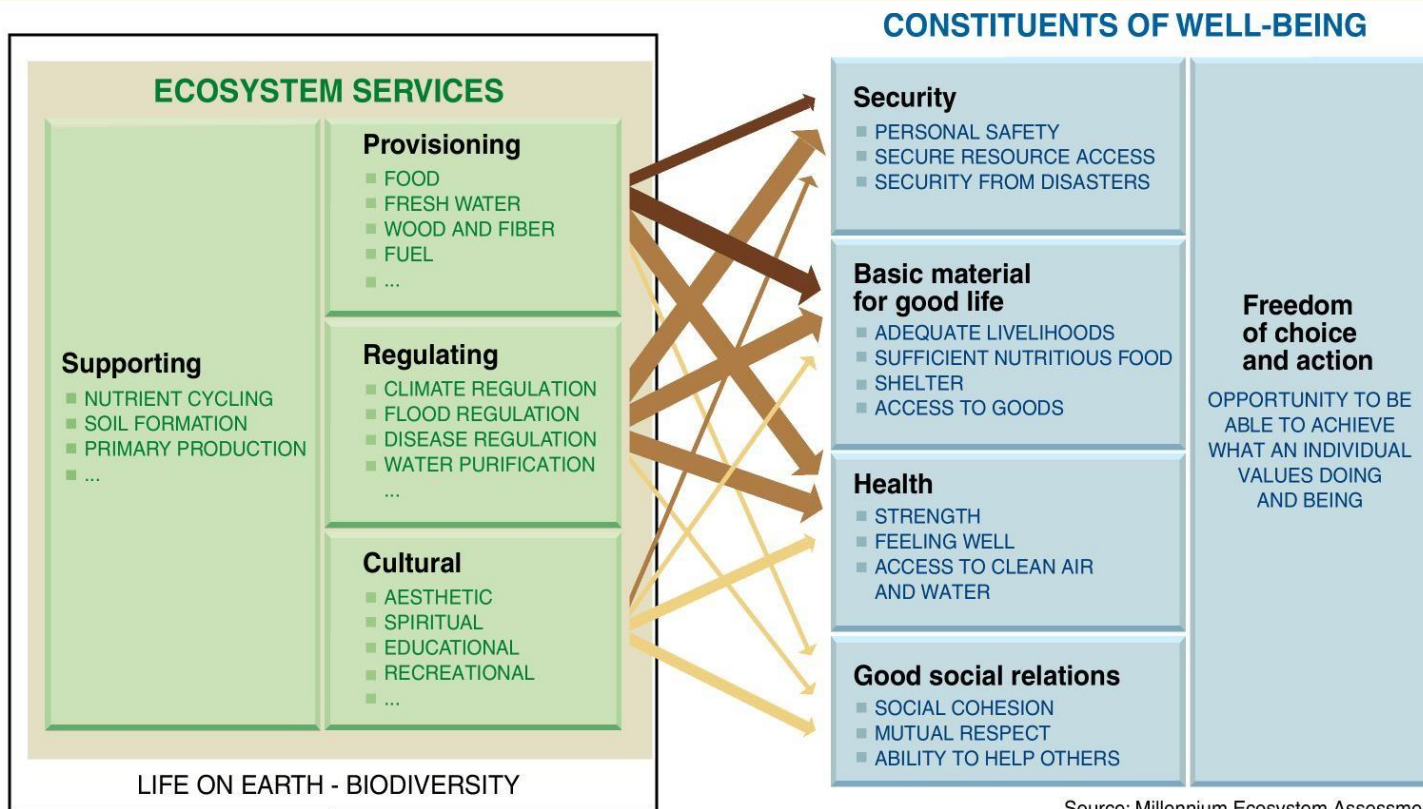 CONSTITUENTS OF WELL-BEING
ECOSYSTEM SERVICES
Supporting
NUTRIENT CYCLING
SOIL FORMATION
PRIMARY PRODUCTION
...
Provisioning
FOOD
FRESH WATER
WOOD AND FIBER
FUEL
...
Regulating
CLIMATE REGULATION
FLOOD REGULATION
DISEASE REGULATION
WATER PURIFICATION
...
Cultural
AESTHETIC
SPIRITUAL
EDUCATIONAL
RECREATIONAL
...
LIFE ON EARTH - BIODIVERSITY
Security
PERSONAL SAFETY
SECURE RESOURCE ACCESS
SECURITY FROM DISASTERS
Basic material
for good life
ADEQUATE LIVELIHOODS
SUFFICIENT NUTRITIOUS FOOD
SHELTER
ACCESS TO GOODS
Health
STRENGTH
FEELING WELL
ACCESS TO CLEAN AIR
AND WATER
Good social relations
SOCIAL COHESION
MUTUAL RESPECT
ABILITY TO HELP OTHERS
Freedom
of choice
and action
OPPORTUNITY TO BE
ABLE TO ACHIEVE
WHAT AN INDIVIDUAL
VALUES DOING
AND BEING
Source: Millennium Ecosystem